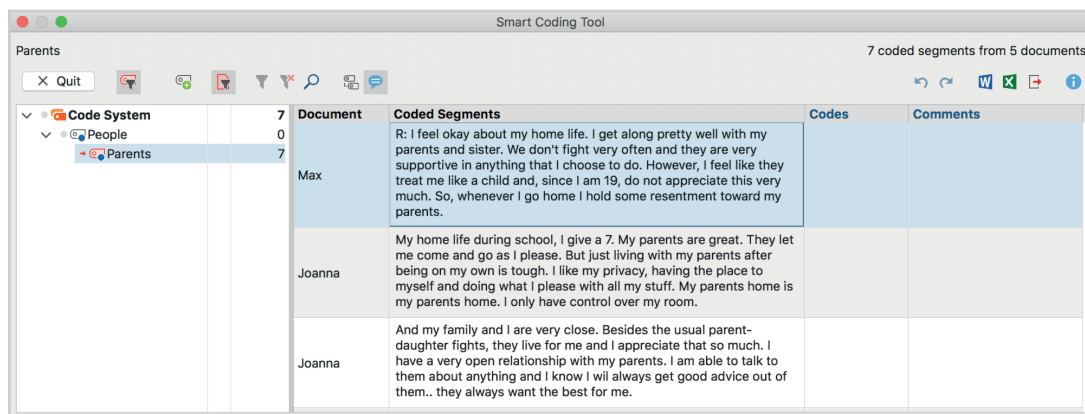 Smart Coding Tool
Parents
7 coded segments from 5 documents
Quit
Code System 7
People 0
Parents 7
Document Coded Segments Codes Comments
Max
R: I feel okay about my home life. I get along pretty well with my
parents and sister. We don't fight very often and they are very
supportive in anything that I choose to do. However, I feel like they
treat me like a child and, since I am 19, do not appreciate this very
much. So, whenever I go home I hold some resentment toward my
parents.
Joanna
My home life during school, I give a 7. My parents are great. They let
me come and go as I please. But just living with my parents after
being on my own is tough. I like my privacy, having the place to
myself and doing what I please with all my stuff. My parents home is
my parents home. I only have control over my room.
Joanna
And my family and I are very close. Besides the usual parent-
daughter fights, they live for me and I appreciate that so much. I
have a very open relationship with my parents. I am able to talk to
them about anything and I know I wil always get good advice out of
them.. they always want the best for me.